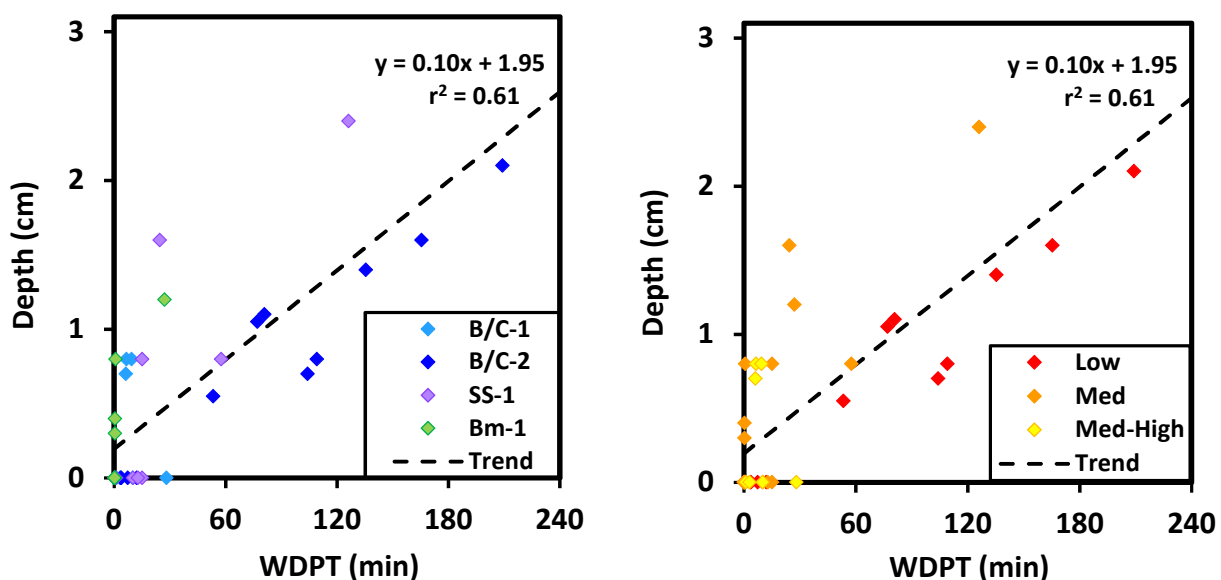 y = 0.10x + 1.95
r² = 0.61
Depth (cm)
3
2
1
0
B/C-1
B/C-2
SS-1
Bm-1
Trend
0 60 120 180 240
WDPT (min)
y = 0.10x + 1.95
r² = 0.61
Depth (cm)
3
2
1
0
Low
Med
Med-High
Trend
0 60 120 180 240
WDPT (min)